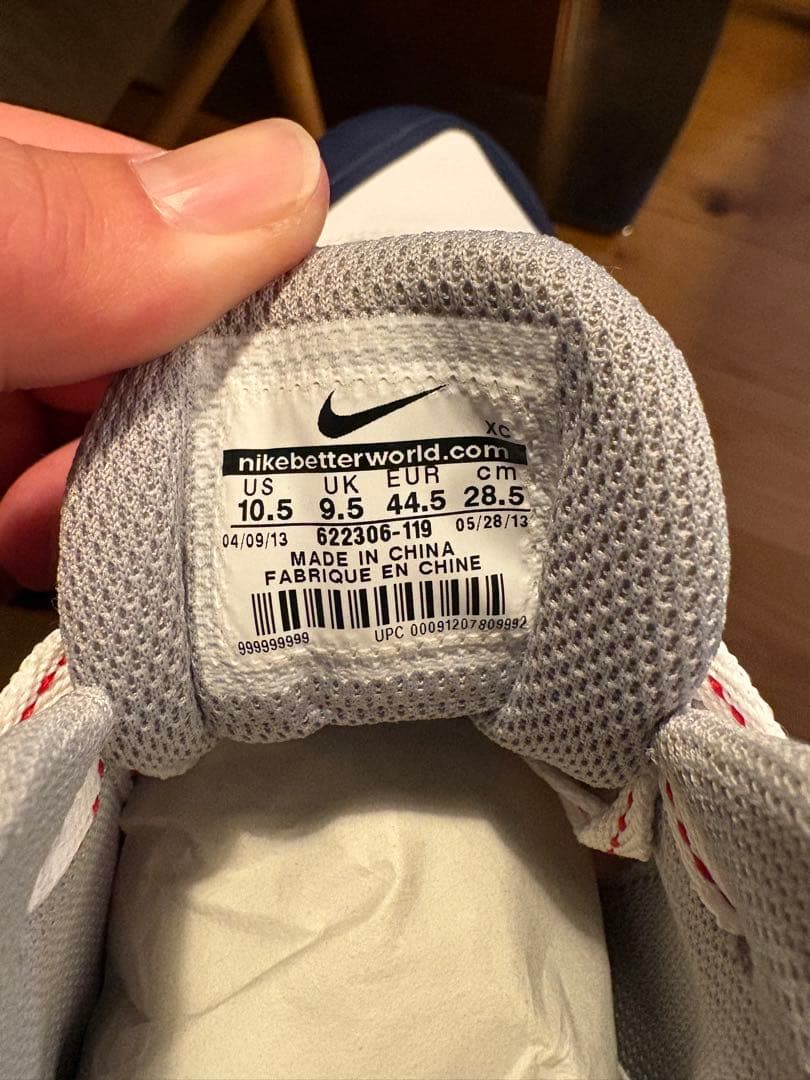 XC
nikebetterworld.com
US UK EUR cm
10.5 9.5 44.5 28.5
04/09/13 622306-119 05/28/13
MADE IN CHINA
FABRIQUE EN CHINE
999999999 UPC 00091207809992